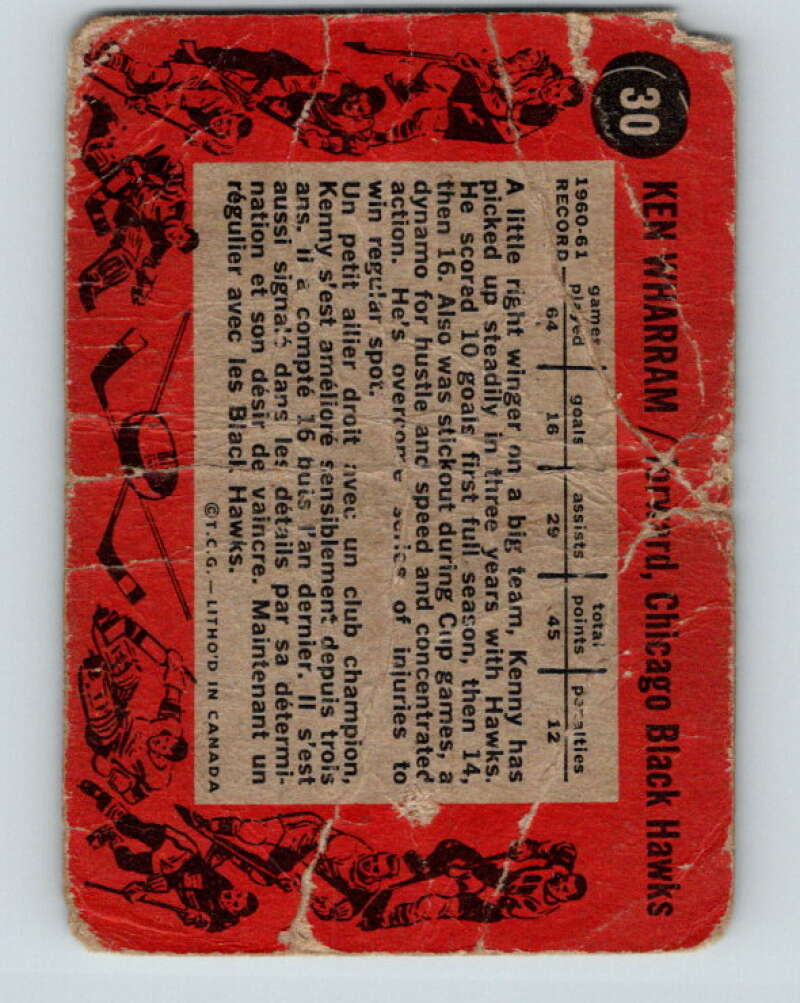 30
KEN WHARRAM / forward, Chicago Black Hawks
games goals assists total penalties
1960-61 played points
RECORD— 64 16 29 45 12
A little right winger on a big team, Kenny has
picked up steadily in three years with Hawks.
He scored 10 goals first full season, then 14,
then 16. Also was stickout during Cup games, a
dynamo for hustle and speed and concentrated
action. He's overcome series of injuries to
win regular spot.
Un petit ailier droit avec un club champion,
Kenny s'est amélioré sensiblement depuis trois
ans. Il a compté 16 buts l'an dernier. Il s'est
aussi signalé dans les détails par sa détermi-
nation et son désir de vaincre. Maintenant un
régulier avec les Black Hawks.
©T.C.G. — LITHO'D IN CANADA